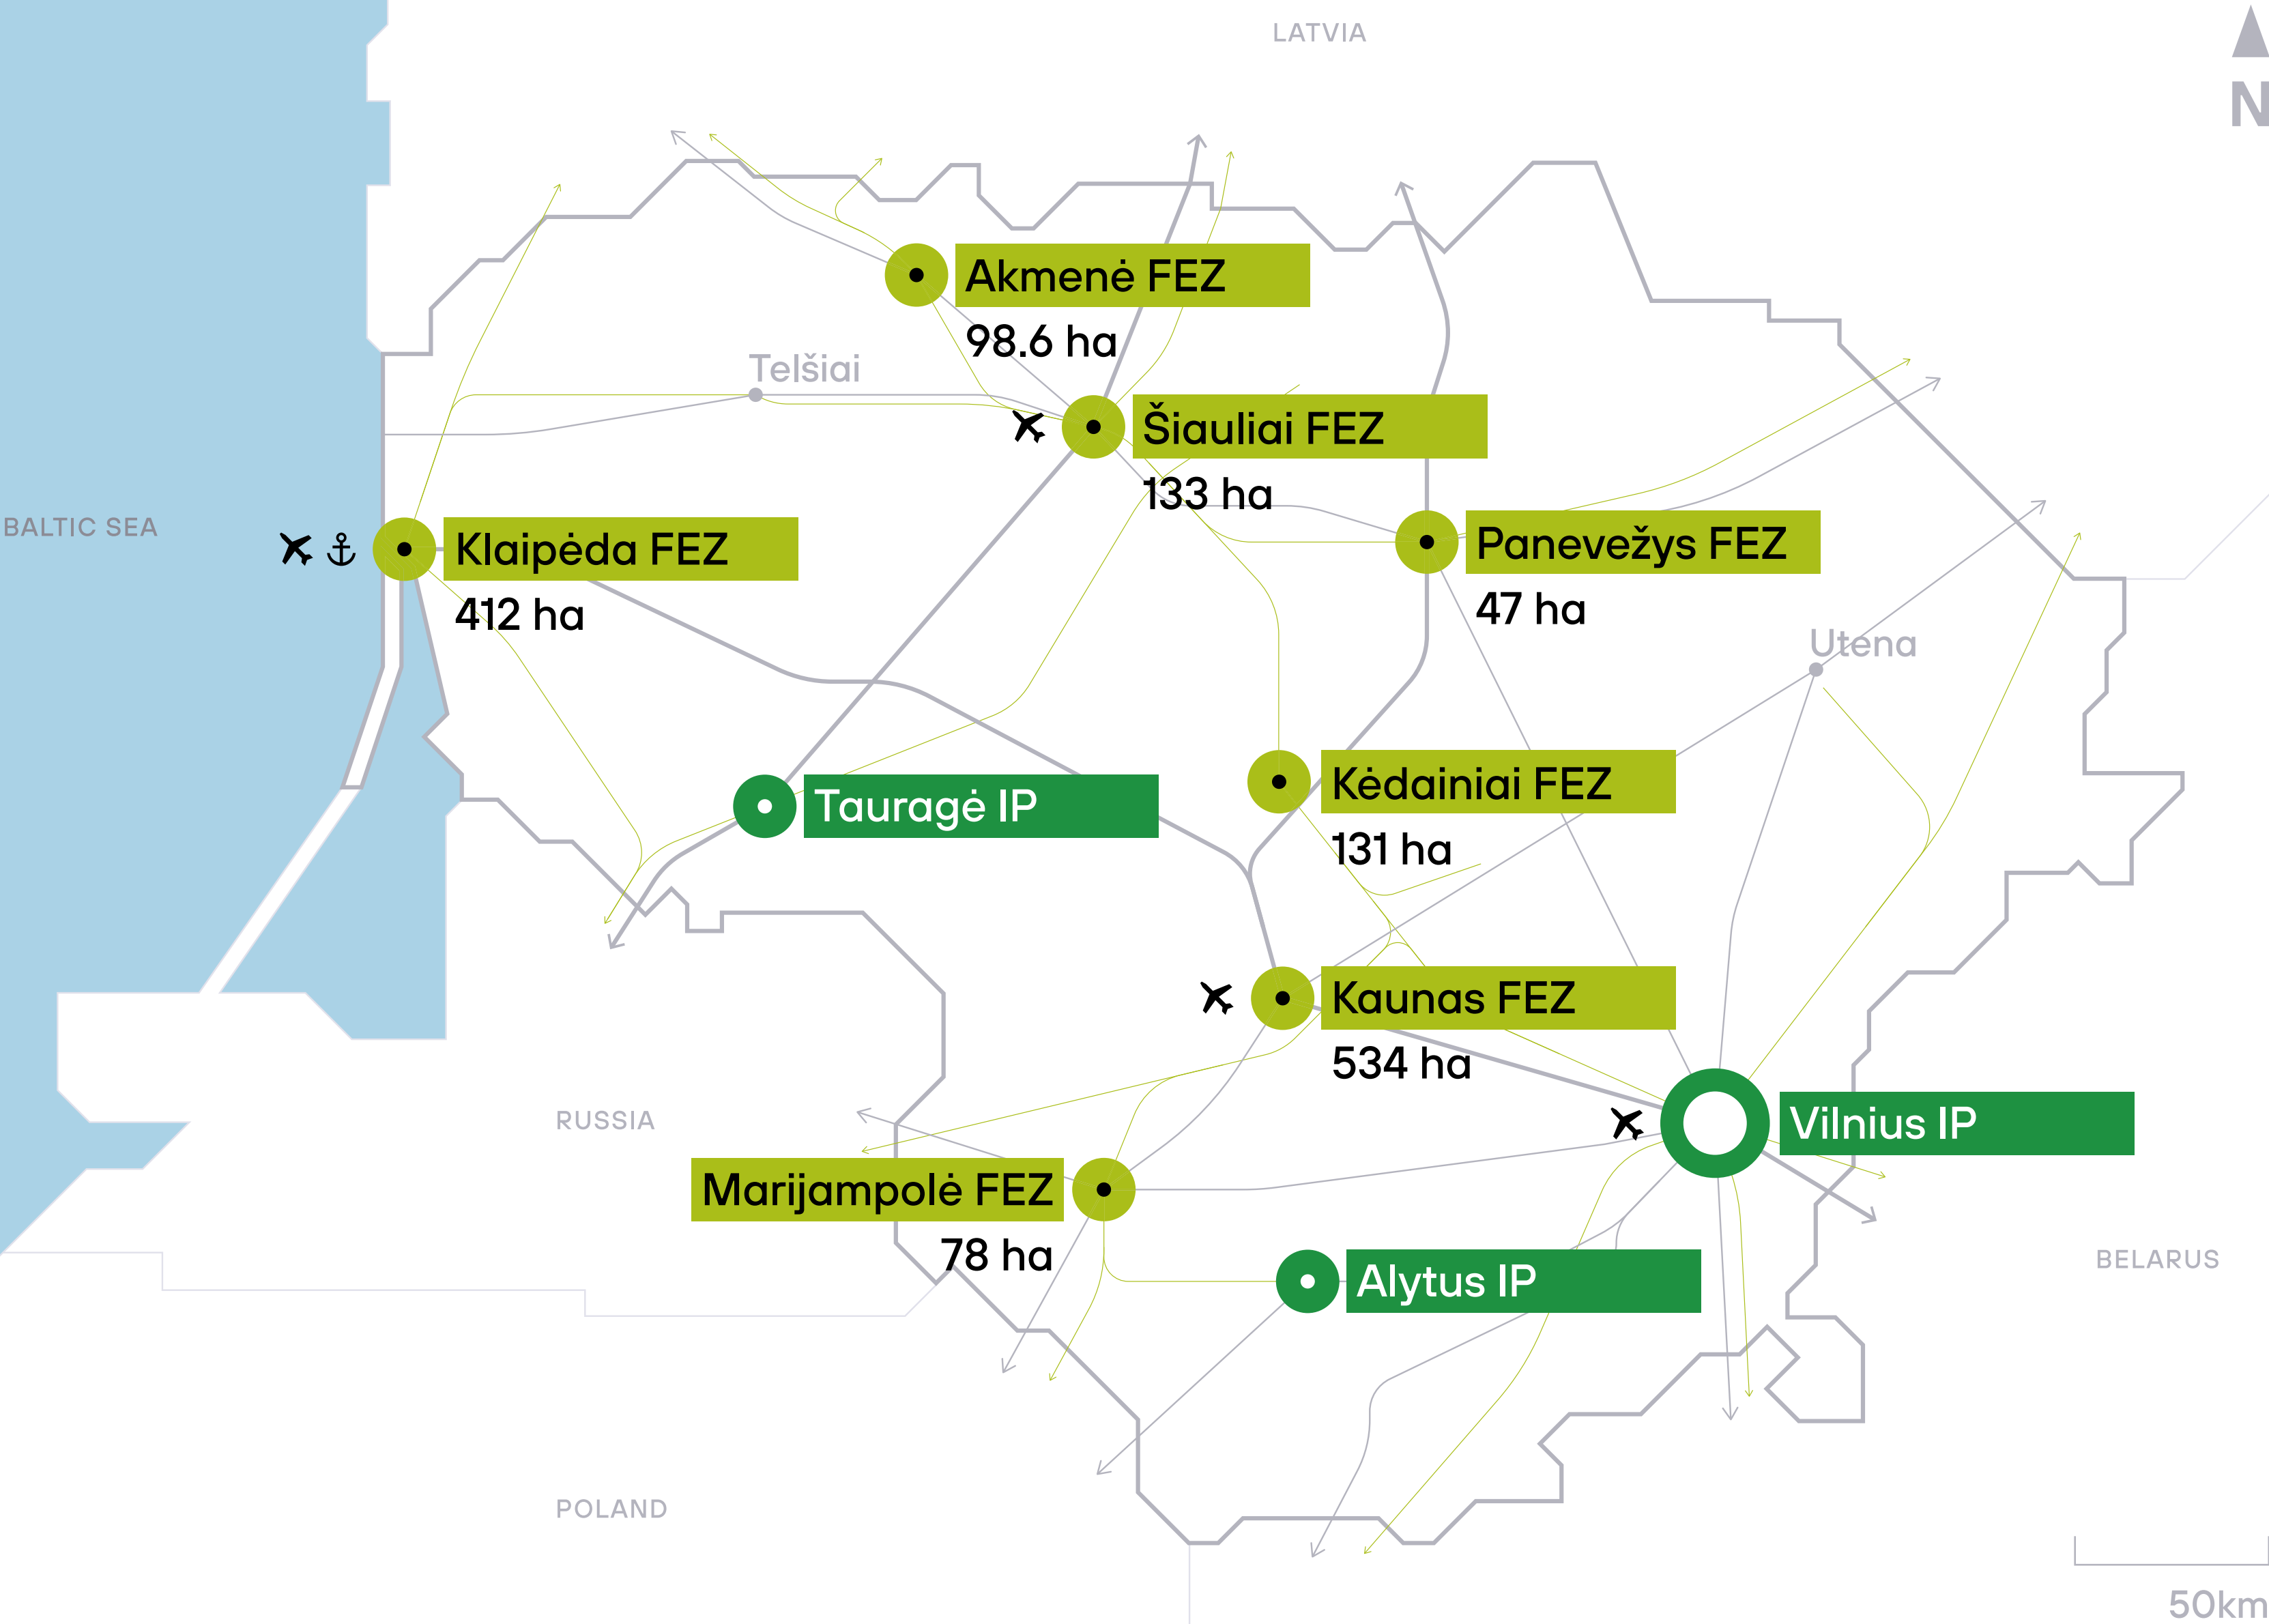 LATVIA
N
Akmenė FEZ
98.6 ha
Telšiai
Šiauliai FEZ
133 ha
BALTIC SEA
Klaipėda FEZ
412 ha
Panevežys FEZ
47 ha
Utena
Kėdainiai FEZ
131 ha
Tauragė IP
Kaunas FEZ
534 ha
RUSSIA
Vilnius IP
Marijampolė FEZ
78 ha
Alytus IP
BELARUS
POLAND
50km